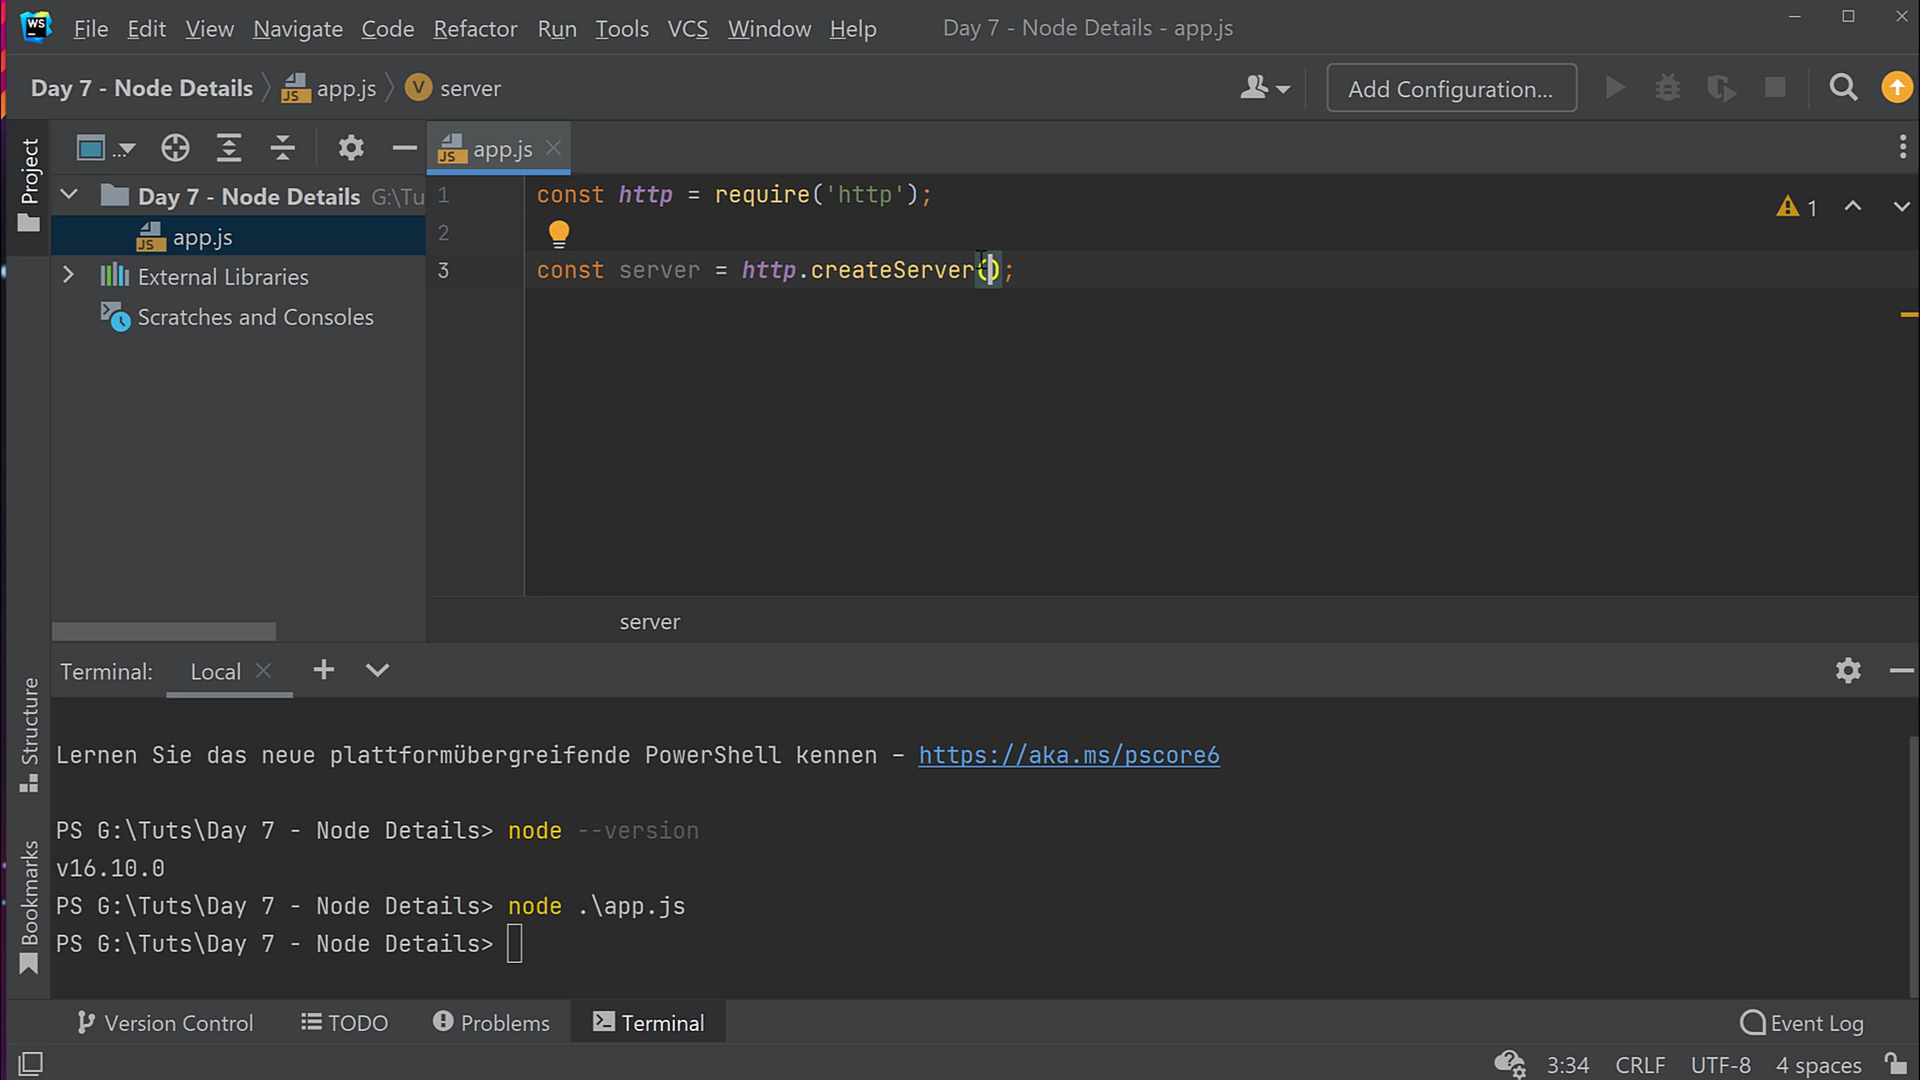 WS File Edit View Navigate Code Refactor Run Tools VCS Window Help Day 7 - Node Details - app.js
Day 7 - Node Details JS app.js V server Add Configuration...
Project
... JS app.js
Day 7 - Node Details G:\Tu
JS app.js
External Libraries
Scratches and Consoles
1 const http = require('http');
2
3 const server = http.createServer();
1
server
Terminal: Local
Structure
Bookmarks
Lernen Sie das neue plattformübergreifende PowerShell kennen – https://aka.ms/pscore6
PS G:\Tuts\Day 7 - Node Details> node --version
v16.10.0
PS G:\Tuts\Day 7 - Node Details> node .\app.js
PS G:\Tuts\Day 7 - Node Details>
Version Control TODO Problems Terminal Event Log
3:34 CRLF UTF-8 4 spaces